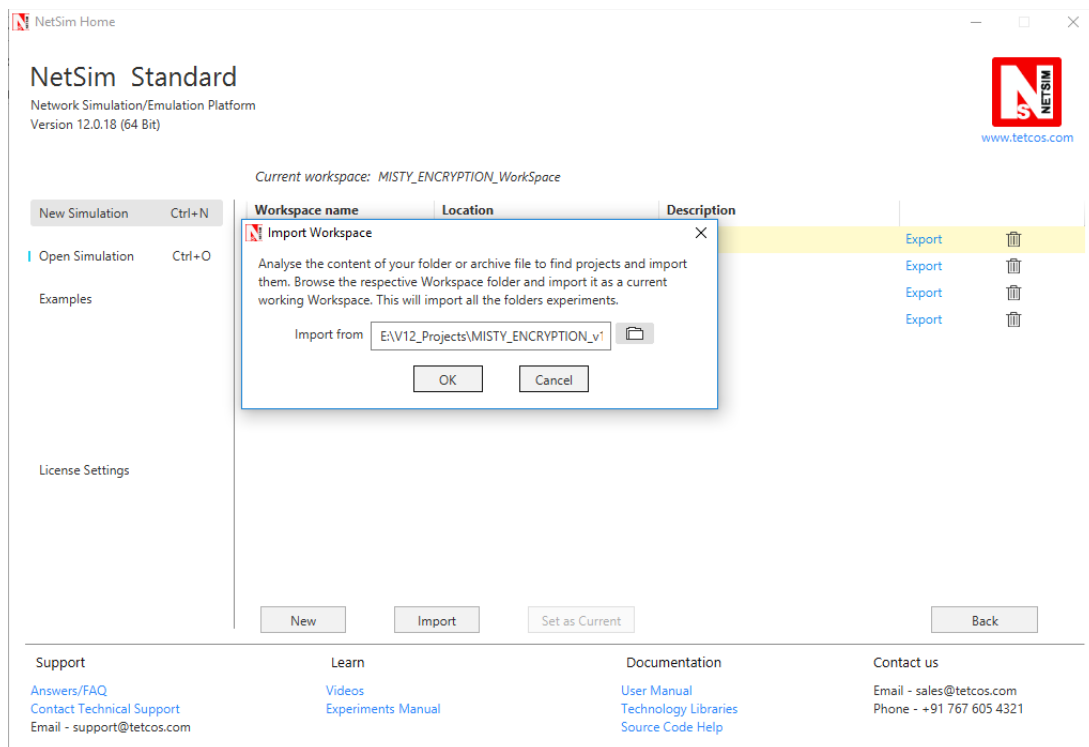 NetSim Home
NetSim Standard
Network Simulation/Emulation Platform
Version 12.0.18 (64 Bit)
NETSIM
NS
www.tetcos.com
Current workspace: MISTY_ENCRYPTION_WorkSpace
New Simulation Ctrl+N
Open Simulation Ctrl+O
Examples
License Settings
Workspace name Location Description
Export
Export
Export
Export
Import Workspace
Analyse the content of your folder or archive file to find projects and import
them. Browse the respective Workspace folder and import it as a current
working Workspace. This will import all the folders experiments.
Import from E:\V12_Projects\MISTY_ENCRYPTION_v1
OK Cancel
New Import Set as Current Back
Support
Answers/FAQ
Contact Technical Support
Email - support@tetcos.com
Learn
Videos
Experiments Manual
Documentation
User Manual
Technology Libraries
Source Code Help
Contact us
Email - sales@tetcos.com
Phone - +91 767 605 4321